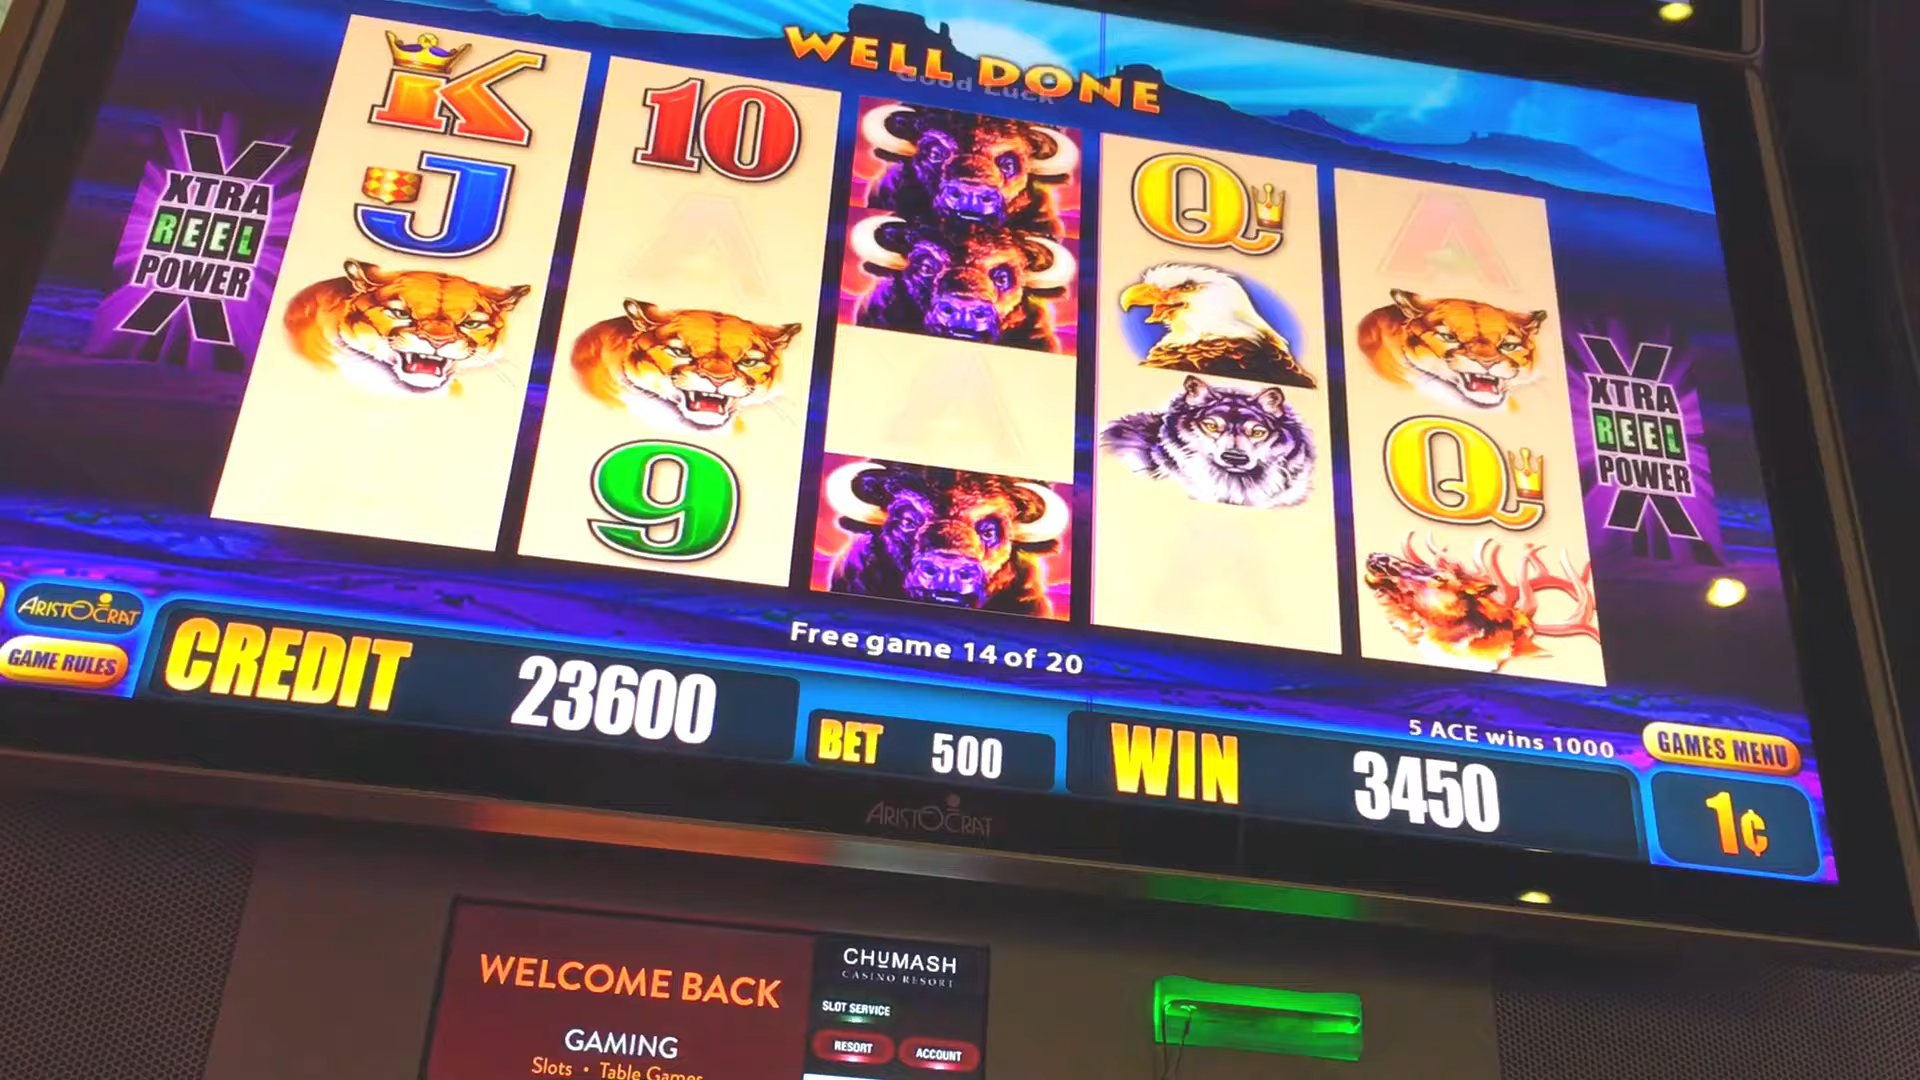 WELL DONE
Good Luck
K
10
Q
J
A
A
XTRA
REEL
POWER
XTRA
REEL
POWER
A
Q
9
A
Free game 14 of 20
ARISTOCRAT
GAME RULES
CREDIT 23600
BET 500
5 ACE wins 1000
WIN 3450
GAMES MENU
1¢
ARISTOCRAT
WELCOME BACK
GAMING
Slots • Table Games
CHUMASH
CASINO RESORT
SLOT SERVICE
RESORT
ACCOUNT